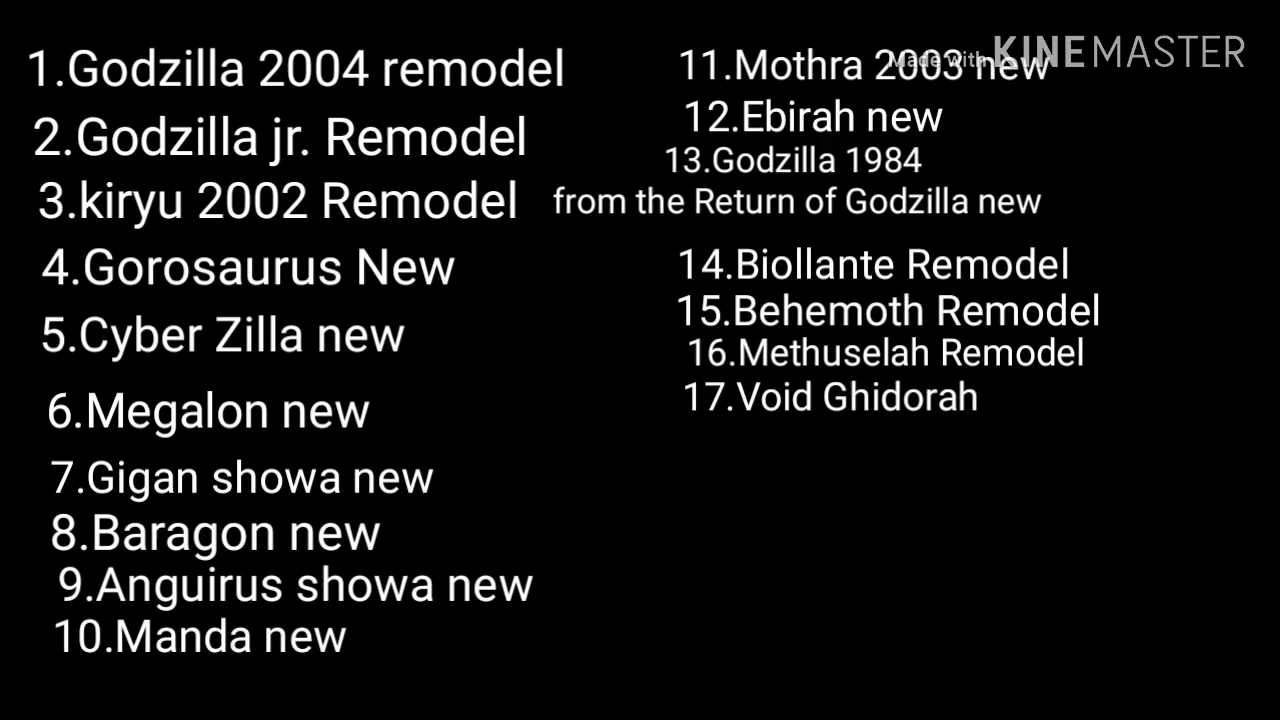 1.Godzilla 2004 remodel
2.Godzilla jr. Remodel
3.kiryu 2002 Remodel
4.Gorosaurus New
5.Cyber Zilla new
6.Megalon new
7.Gigan showa new
8.Baragon new
9.Anguirus showa new
10.Manda new
Made with KINEMASTER
11.Mothra 2003 new
12.Ebirah new
13.Godzilla 1984
from the Return of Godzilla new
14.Biollante Remodel
15.Behemoth Remodel
16.Methuselah Remodel
17.Void Ghidorah